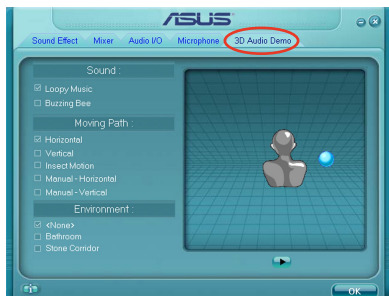 ASUS
Sound Effect Mixer Audio I/O Microphone 3D Audio Demo
Sound :
Loopy Music
Buzzing Bee
Moving Path :
Horizontal
Vertical
Insect Motion
Manual - Horizontal
Manual - Vertical
Environment :
<None>
Bathroom
Stone Corridor
OK